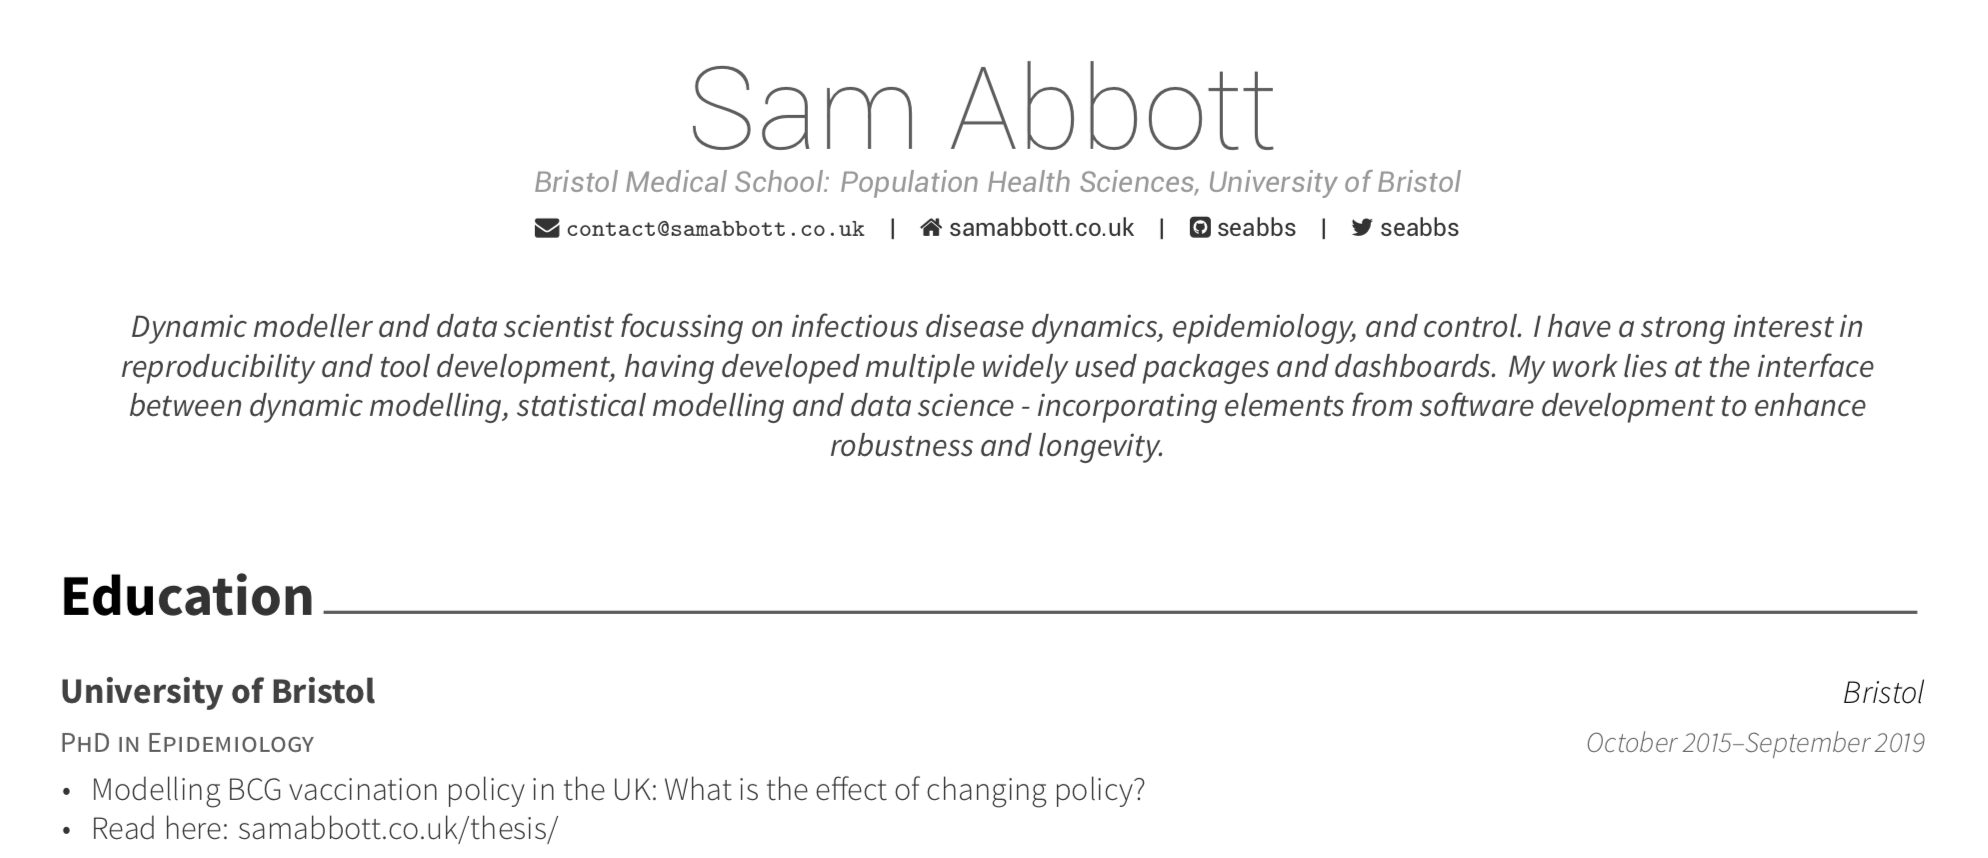 Sam Abbott
Bristol Medical School: Population Health Sciences, University of Bristol
contact@samabbott.co.uk | samabbott.co.uk | seabbs | seabbs
Dynamic modeller and data scientist focussing on infectious disease dynamics, epidemiology, and control. I have a strong interest in
reproducibility and tool development, having developed multiple widely used packages and dashboards. My work lies at the interface
between dynamic modelling, statistical modelling and data science - incorporating elements from software development to enhance
robustness and longevity.
Education
University of Bristol Bristol
PhD in Epidemiology October 2015–September 2019
• Modelling BCG vaccination policy in the UK: What is the effect of changing policy?
• Read here: samabbott.co.uk/thesis/